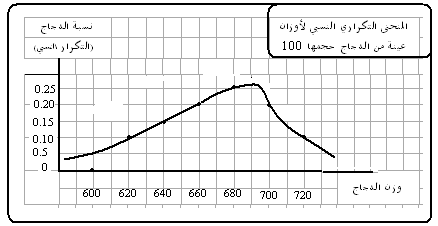 المنحنى التكراري النسبي لأوزان
عينة من الدجاج حجمها 100
نسبة الدجاج
(التكرار النسبي)
0.25
0.20
0.15
0.10
0.5
0
600 620 640 660 680 700 720
وزن الدجاج